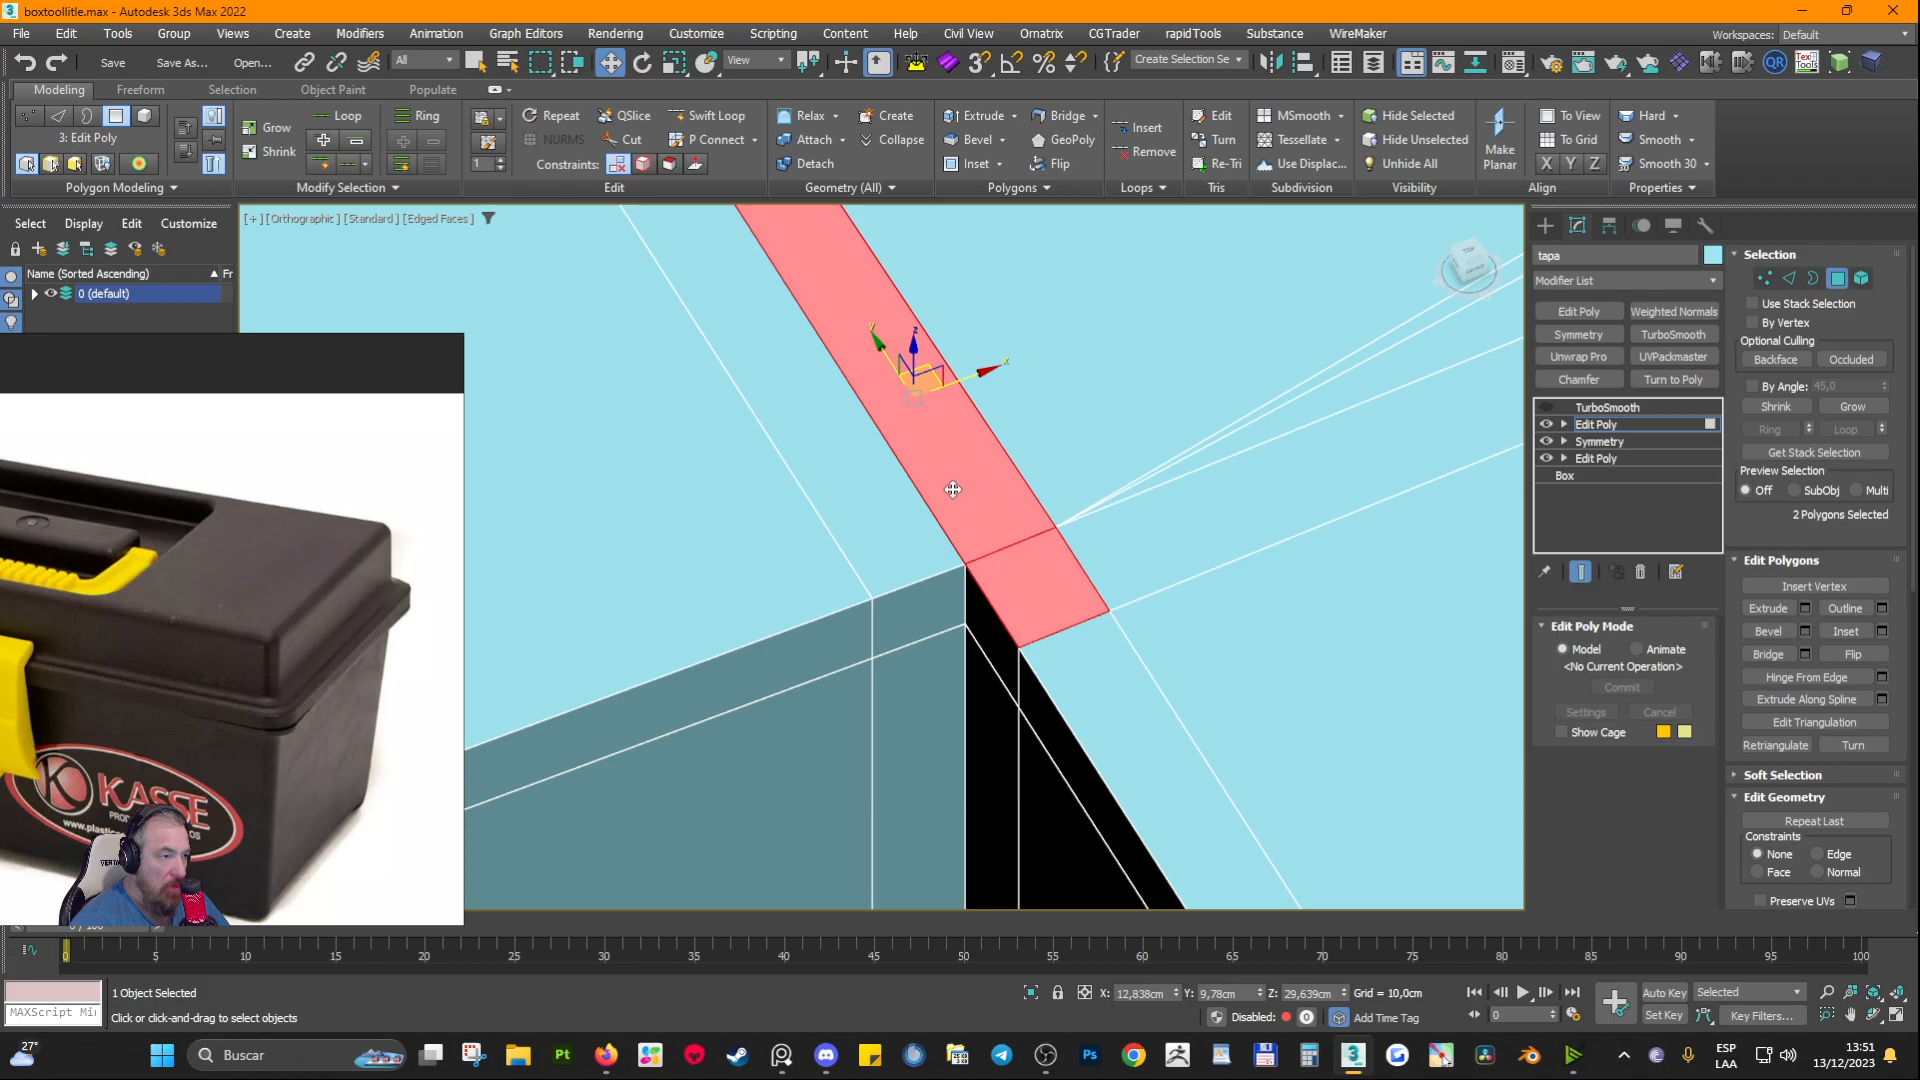 boxtoollitle.max - Autodesk 3ds Max 2022
File Edit Tools Group Views Create Modifiers Animation Graph Editors Rendering Customize Scripting Content Help Civil View Ornatrix CGTrader rapidTools Substance WireMaker
Workspaces: Default
Save Save As... Open... All View Create Selection Se
Modeling Freeform Selection Object Paint Populate
Grow Loop Ring Repeat QSlice Swift Loop Relax Create Extrude Bridge Insert Edit MSmooth Hide Selected To View Hard
3: Edit Poly
Shrink NURMS Cut P Connect Attach Collapse Bevel GeoPoly Remove Turn Tessellate Hide Unselected Make Planar To Grid Smooth
1 Constraints: Detach Inset Flip Re-Tri Use Displac... Unhide All X Y Z Smooth 30
Polygon Modeling Modify Selection Edit Geometry (All) Polygons Loops Tris Subdivision Visibility Align Properties
Select Display Edit Customize
[+] [Orthographic] [Standard] [Edged Faces]
Name (Sorted Ascending) Fr
0 (default)
TOP
x
y
z
tapa
Modifier List
Edit Poly Weighted Normals
Symmetry TurboSmooth
Unwrap Pro UVPackmaster
Chamfer Turn to Poly
TurboSmooth
Edit Poly
Symmetry
Edit Poly
Box
Edit Poly Mode
Model Animate
<No Current Operation>
Commit
Settings Cancel
Show Cage
Selection
Use Stack Selection
By Vertex
Optional Culling
Backface Occluded
By Angle: 45,0
Shrink Grow
Ring Loop
Get Stack Selection
Preview Selection
Off SubObj Multi
2 Polygons Selected
Edit Polygons
Insert Vertex
Extrude Outline
Bevel Inset
Bridge Flip
Hinge From Edge
Extrude Along Spline
Edit Triangulation
Retriangulate Turn
Soft Selection
Edit Geometry
Repeat Last
Constraints
None Edge
Face Normal
Preserve UVs
KASSE
0 5 10 15 20 25 30 35 40 45 50 55 60 65 70 75 80 85 90 95 100
1 Object Selected
MAXScript Mi
Click or click-and-drag to select objects
X: 12,838cm Y: 9,78cm Z: 29,639cm Grid = 10,0cm
Disabled: 0 Add Time Tag
0
Auto Key Selected
Set Key Key Filters...
27°
Buscar
ESP
LAA
13:51
13/12/2023